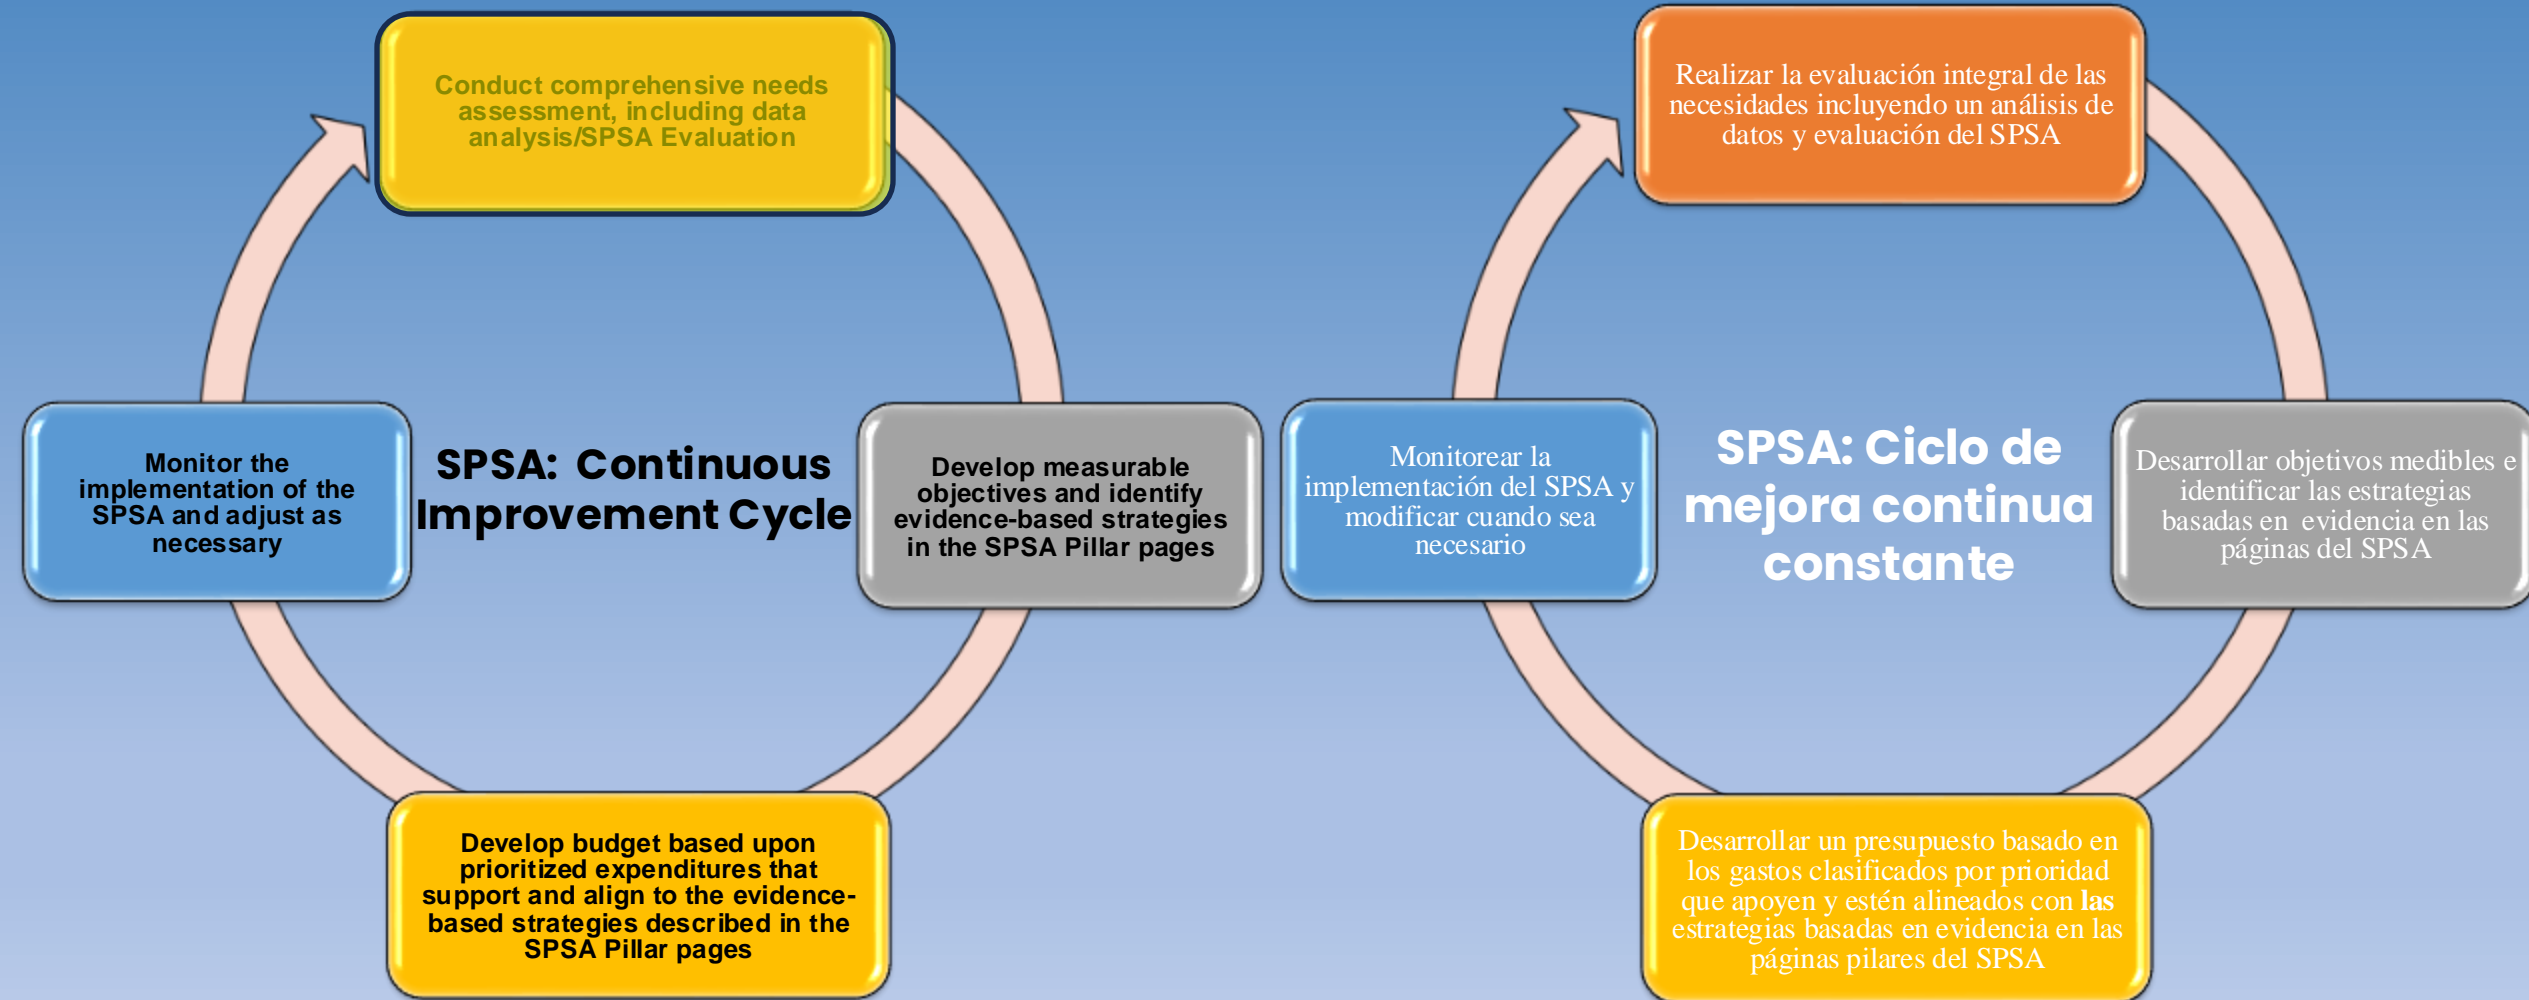 Conduct comprehensive needs
assessment, including data
analysis/SPSA Evaluation
Monitor the
implementation of the
SPSA and adjust as
necessary
SPSA: Continuous
Improvement Cycle
Develop measurable
objectives and identify
evidence-based strategies
in the SPSA Pillar pages
Develop budget based upon
prioritized expenditures that
support and align to the evidence-
based strategies described in the
SPSA Pillar pages
Realizar la evaluación integral de las
necesidades incluyendo un análisis de
datos y evaluación del SPSA
Monitorear la
implementación del SPSA y
modificar cuando sea
necesario
SPSA: Ciclo de
mejora continua
constante
Desarrollar objetivos medibles e
identificar las estrategias
basadas en evidencia en las
páginas del SPSA
Desarrollar un presupuesto basado en
los gastos clasificados por prioridad
que apoyen y estén alineados con las
estrategias basadas en evidencia en las
páginas pilares del SPSA